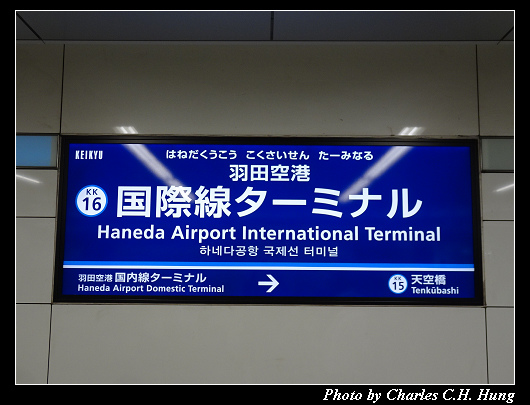 KEIKYU
はねだくうこう こくさいせん たーみなる
羽田空港
KK
16
国際線ターミナル
Haneda Airport International Terminal
하네다공항 국제선 터미널
羽田空港 国内線ターミナル
Haneda Airport Domestic Terminal
→
KK
15
天空橋
Tenkūbashi
Photo by Charles C.H. Hung